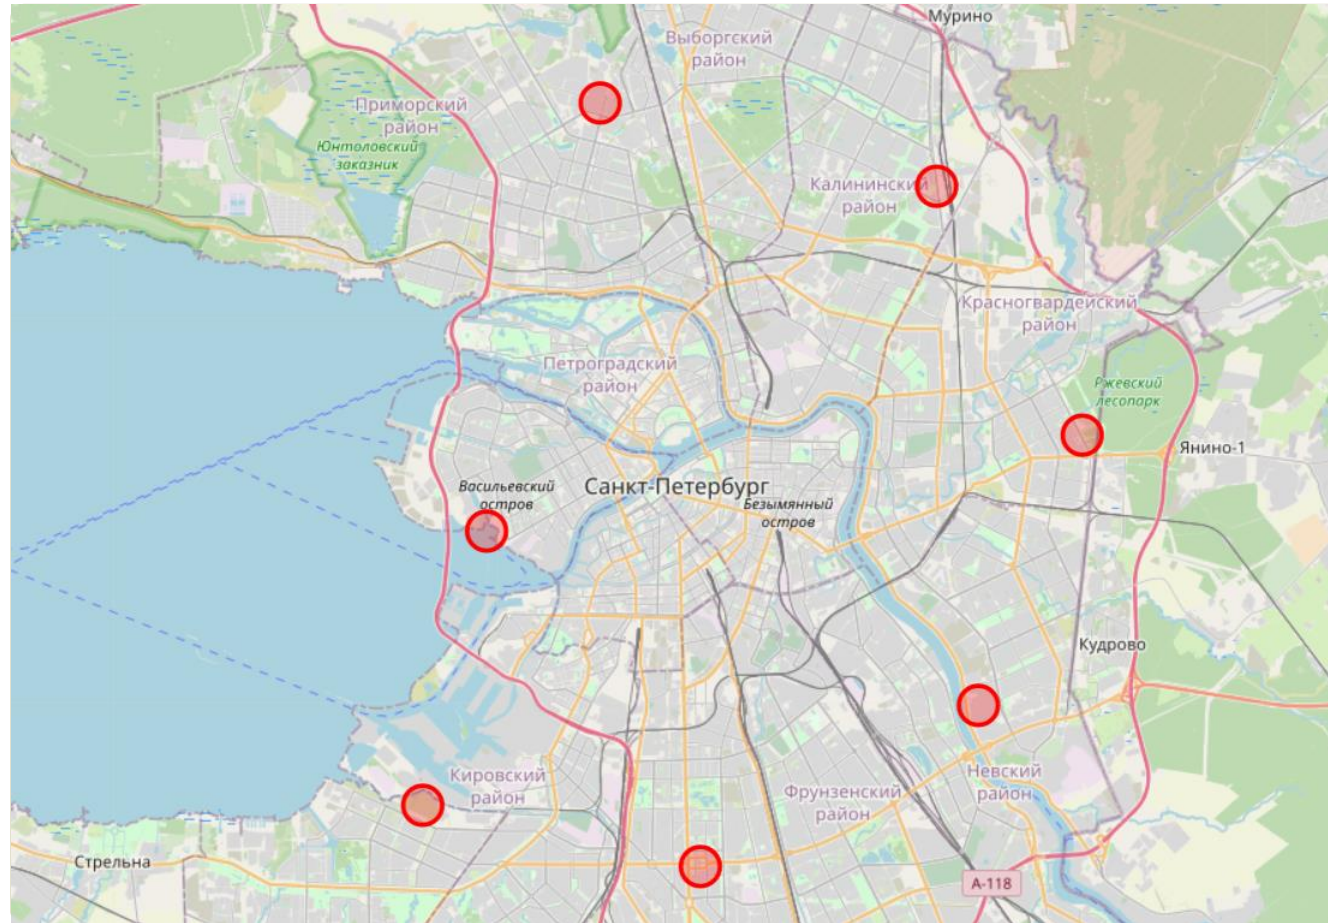 Мурино
Выборгский
район
Приморский
район
Юнтоловский
заказник
Калининский
район
Красногвардейский
район
Петроградский
район
Ржевский
лесопарк
Янино-1
Васильевский
остров
Санкт-Петербург
Безымянный
остров
Кудрово
Кировский
район
Фрунзенский
район
Невский
район
Стрельна
А-118